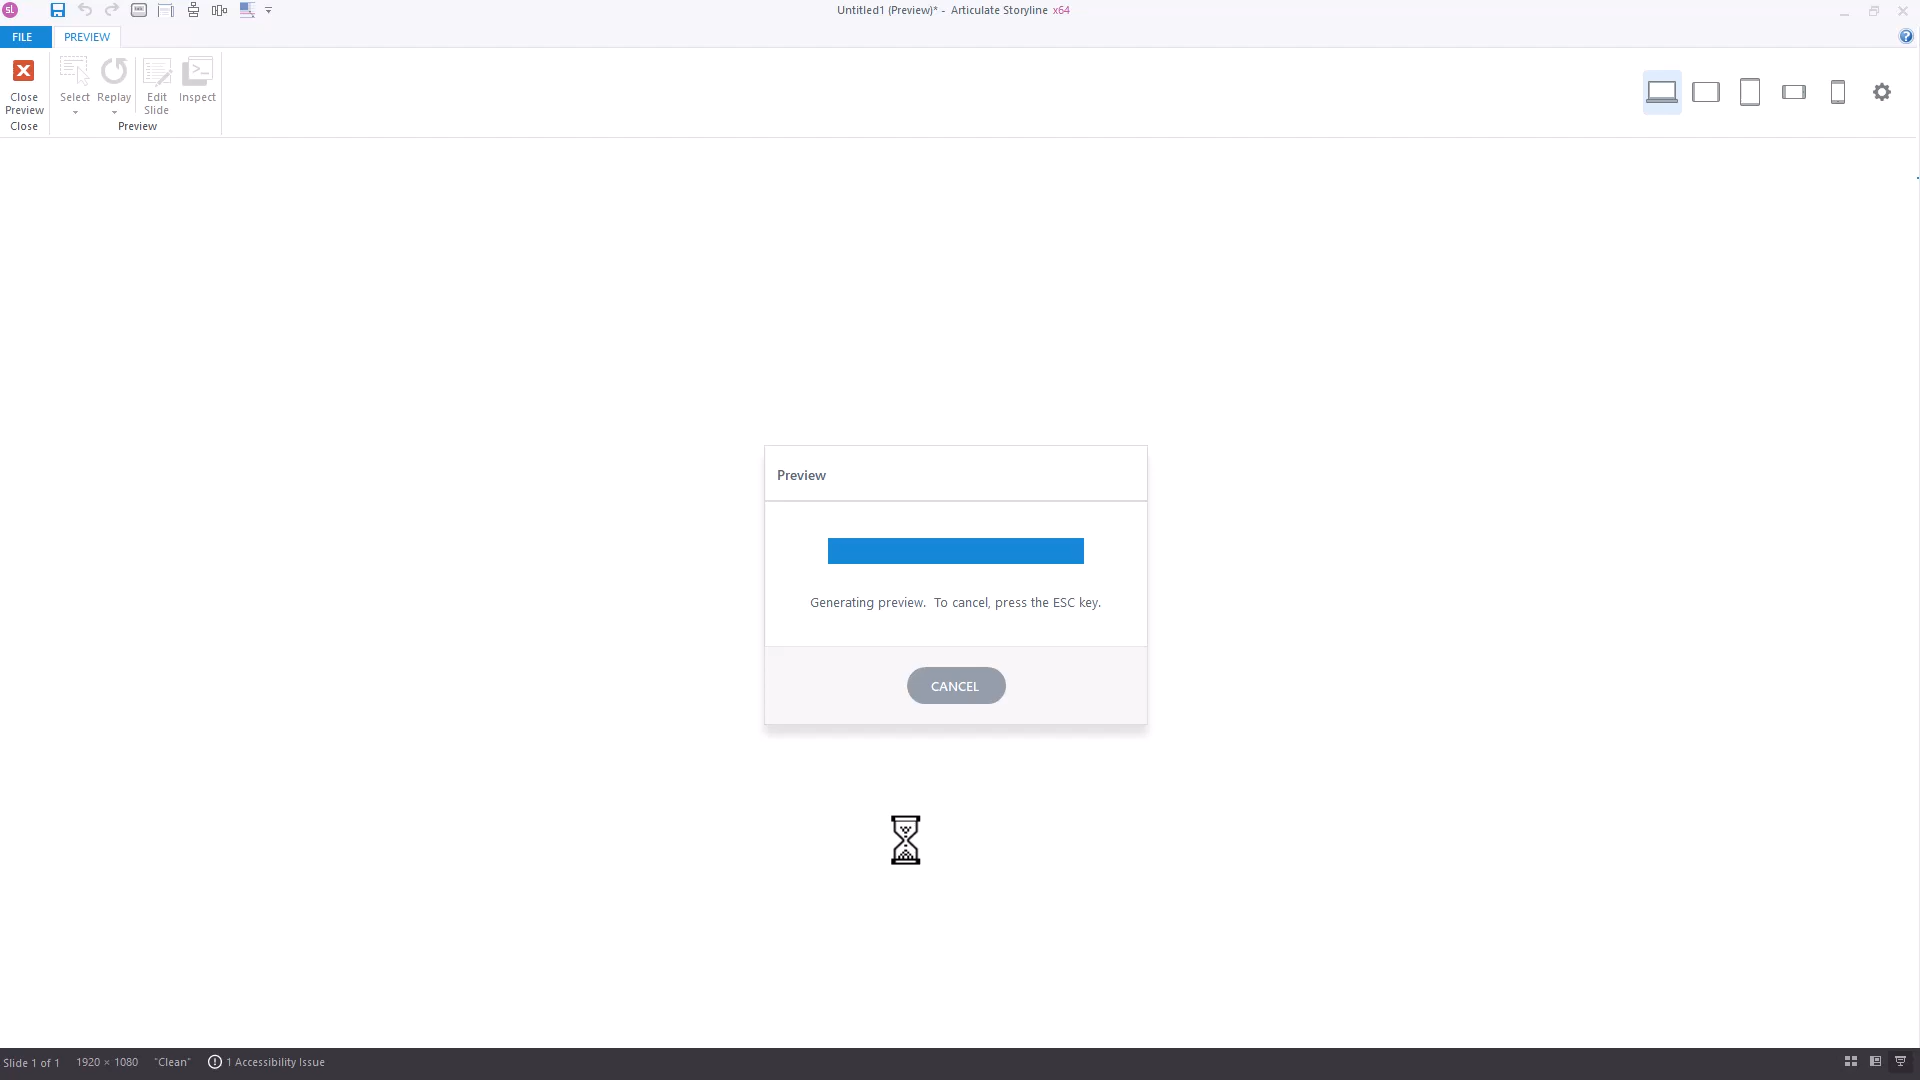 sl
Untitled1 (Preview)* - Articulate Storyline x64
FILE
PREVIEW
?
Close Preview
Select
Replay
Edit Slide
Inspect
Close
Preview
Preview
Generating preview.  To cancel, press the ESC key.
CANCEL
Slide 1 of 1
1920 × 1080
"Clean"
1 Accessibility Issue